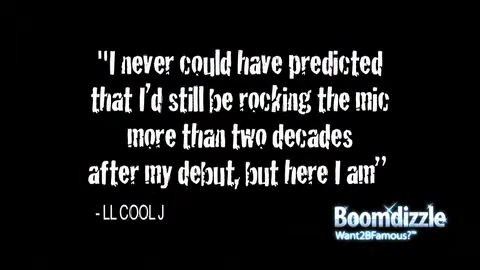 "I never could have predicted
that I'd still be rocking the mic
more than two decades
after my debut, but here I am”
- LL COOL J
Boomdizzle
Want2BFamous?™